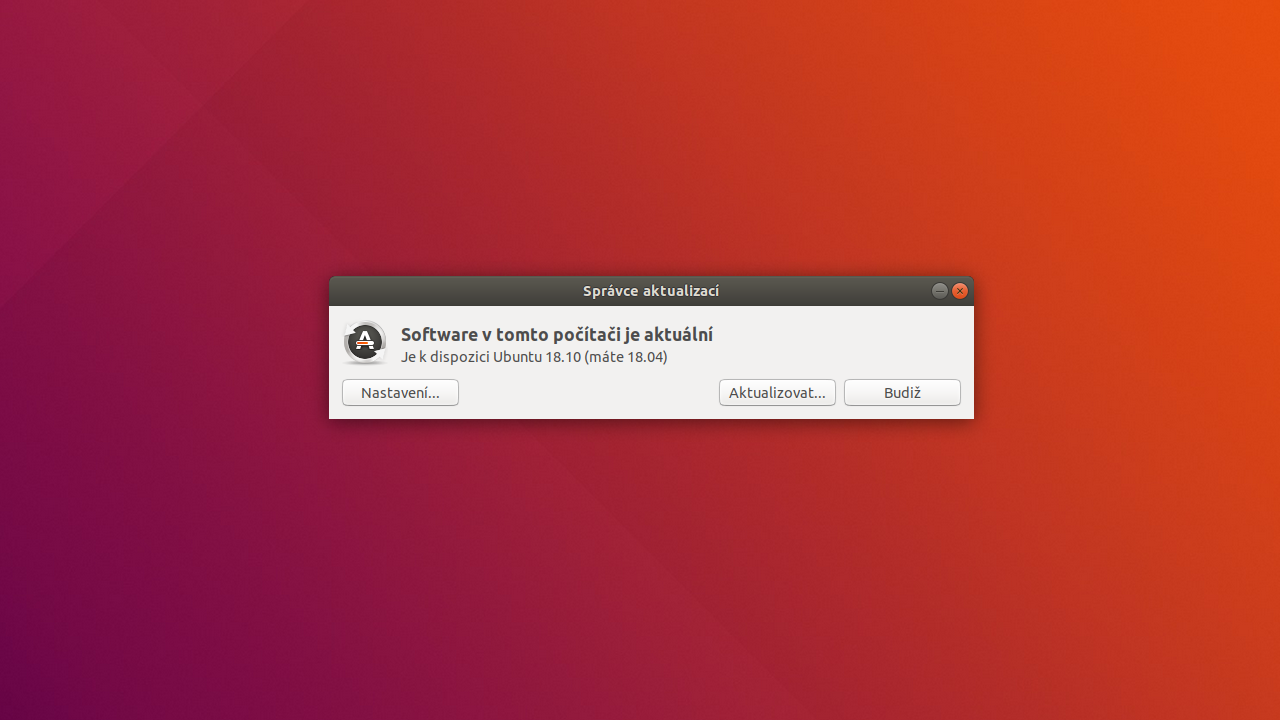 Správce aktualizací
Software v tomto počítači je aktuální
Je k dispozici Ubuntu 18.10 (máte 18.04)
Nastavení...
Aktualizovat...
Budiž